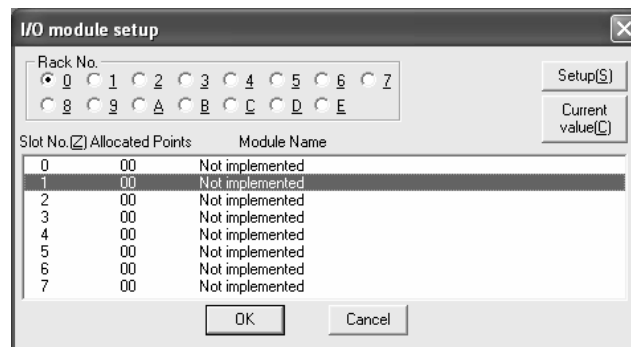 I/O module setup
Rack No.
0 1 2 3 4 5 6 7
8 9 A B C D E
Setup(S)
Current value(C)
Slot No.(Z) Allocated Points Module Name
0 00 Not implemented
1 00 Not implemented
2 00 Not implemented
3 00 Not implemented
4 00 Not implemented
5 00 Not implemented
6 00 Not implemented
7 00 Not implemented
OK Cancel